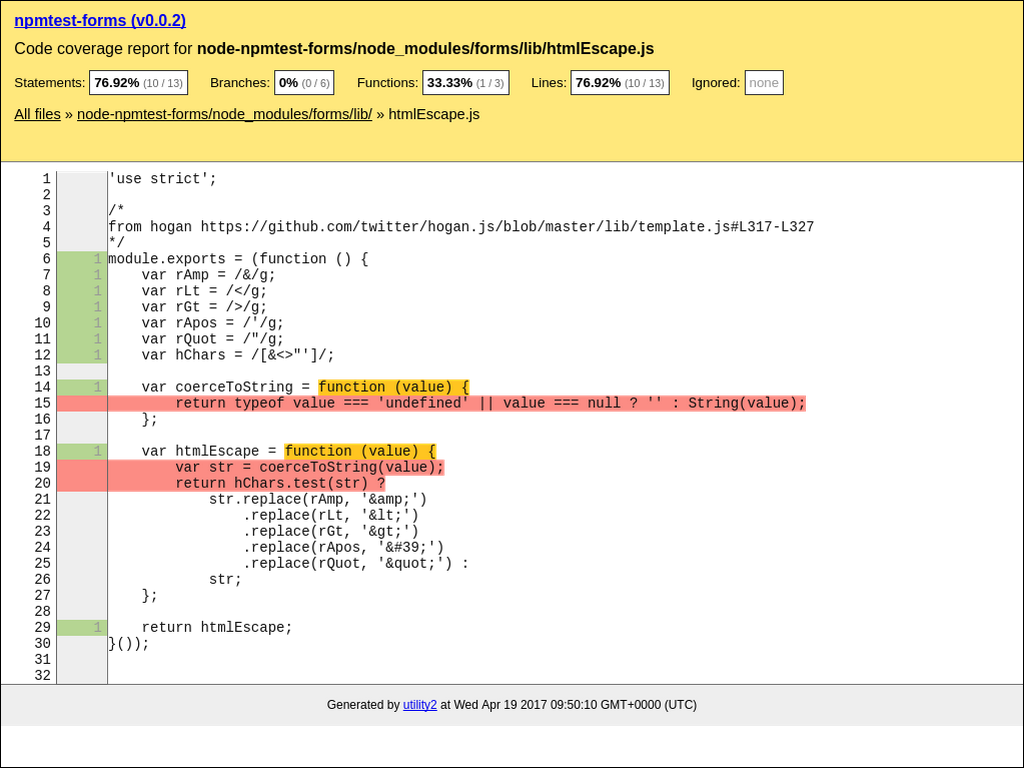 npmtest-forms (v0.0.2)
Code coverage report for node-npmtest-forms/node_modules/forms/lib/htmlEscape.js
Statements: 76.92% (10 / 13) Branches: 0% (0 / 6) Functions: 33.33% (1 / 3) Lines: 76.92% (10 / 13) Ignored: none
All files » node-npmtest-forms/node_modules/forms/lib/ » htmlEscape.js
1 'use strict';
2
3 /*
4 from hogan https://github.com/twitter/hogan.js/blob/master/lib/template.js#L317-L327
5 */
6 1 module.exports = (function () {
7 1 var rAmp = /&/g;
8 1 var rLt = /</g;
9 1 var rGt = />/g;
10 1 var rApos = /'/g;
11 1 var rQuot = /"/g;
12 1 var hChars = /[&<>"']/;
13
14 1 var coerceToString = function (value) {
15 return typeof value === 'undefined' || value === null ? '' : String(value);
16 };
17
18 1 var htmlEscape = function (value) {
19 var str = coerceToString(value);
20 return hChars.test(str) ?
21 str.replace(rAmp, '&amp;')
22 .replace(rLt, '&lt;')
23 .replace(rGt, '&gt;')
24 .replace(rApos, '&#39;')
25 .replace(rQuot, '&quot;') :
26 str;
27 };
28
29 1 return htmlEscape;
30 }());
31
32
Generated by utility2 at Wed Apr 19 2017 09:50:10 GMT+0000 (UTC)